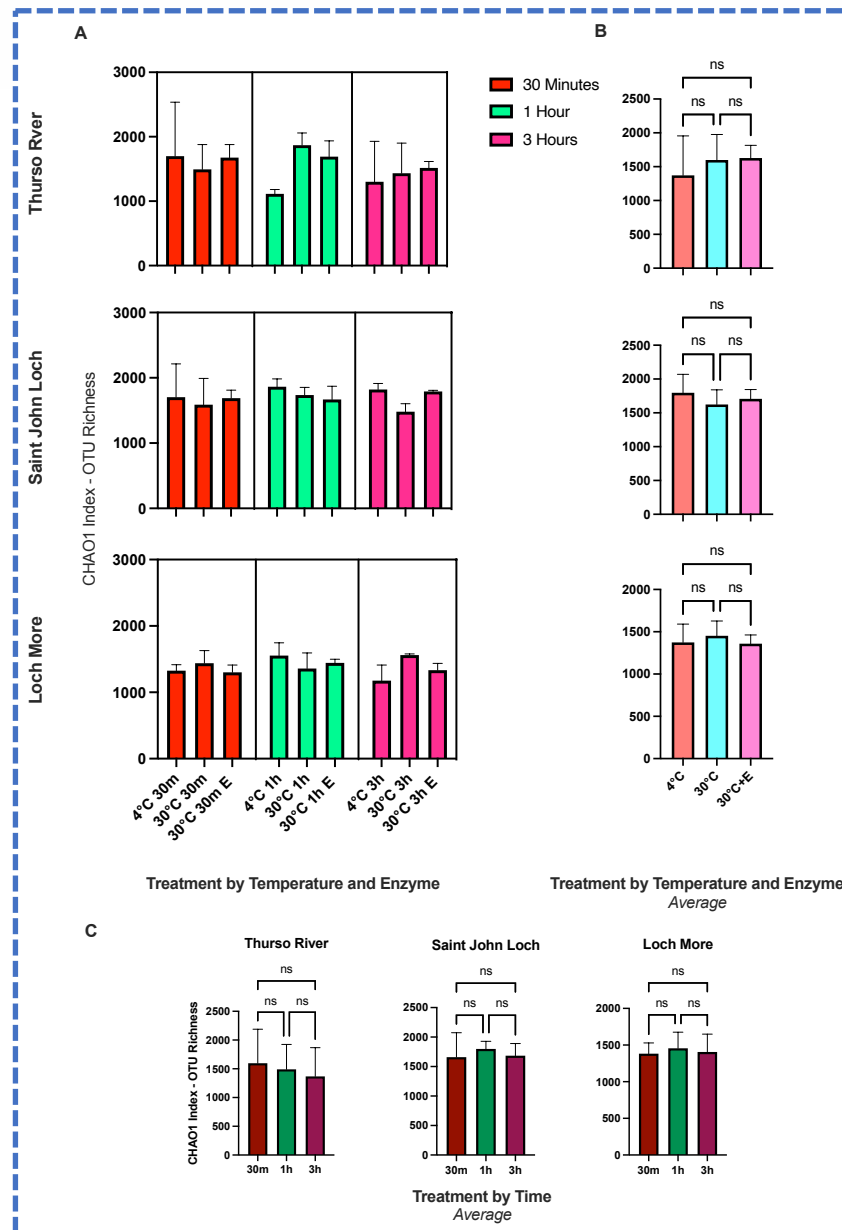 A
B
Thurso Rver
3000
2000
1000
0
30 Minutes
1 Hour
3 Hours
ns
ns ns
2500
2000
1500
1000
500
0
Saint John Loch
CHAO1 Index - OTU Richness
3000
2000
1000
0
ns
ns ns
2500
2000
1500
1000
500
0
Loch More
3000
2000
1000
0
4°C 30m
30°C 30m
30°C 30m E
4°C 1h
30°C 1h
30°C 1h E
4°C 3h
30°C 3h
30°C 3h E
ns
ns ns
2000
1500
1000
500
0
4°C
30°C
30°C+E
Treatment by Temperature and Enzyme
Treatment by Temperature and Enzyme
Average
C
Thurso River
Saint John Loch
Loch More
CHAO1 Index - OTU Richness
ns
ns ns
2500
2000
1500
1000
500
0
30m 1h 3h
ns
ns ns
2500
2000
1500
1000
500
0
30m 1h 3h
ns
ns ns
2000
1500
1000
500
0
30m 1h 3h
Treatment by Time
Average